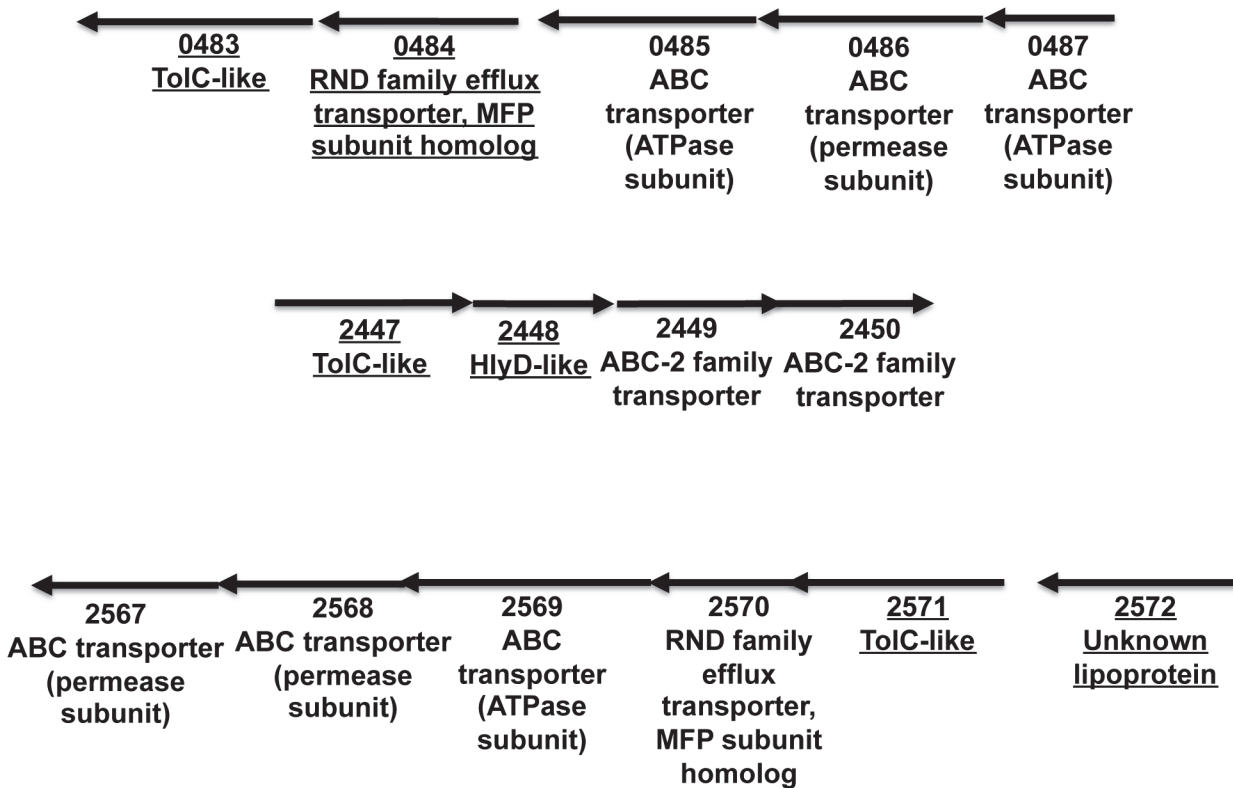 0483
TolC-like
0484
RND family efflux
transporter, MFP
subunit homolog
0485
ABC
transporter
(ATPase
subunit)
0486
ABC
transporter
(permease
subunit)
0487
ABC
transporter
(ATPase
subunit)
2447
TolC-like
2448
HlyD-like
2449
ABC-2 family
transporter
2450
ABC-2 family
transporter
2567
ABC transporter
(permease
subunit)
2568
ABC transporter
(permease
subunit)
2569
ABC
transporter
(ATPase
subunit)
2570
RND family
efflux
transporter,
MFP subunit
homolog
2571
TolC-like
2572
Unknown
lipoprotein